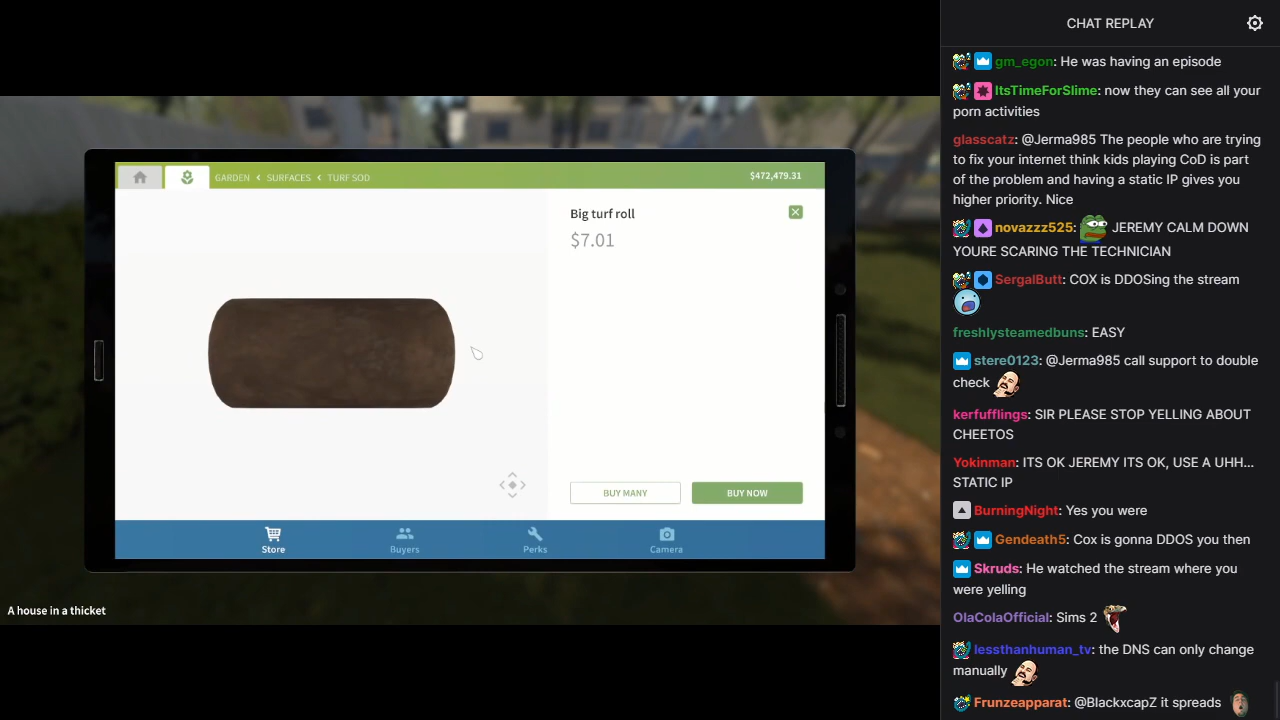 GARDEN < SURFACES < TURF SOD
$472,479.31
Big turf roll
$7.01
BUY MANY
BUY NOW
Store
Buyers
Perks
Camera
A house in a thicket
CHAT REPLAY
gm_egon: He was having an episode
ItsTimeForSlime: now they can see all your
porn activities
glasscatz: @Jerma985 The people who are trying
to fix your internet think kids playing CoD is part
of the problem and having a static IP gives you
higher priority. Nice
novazzz525: JEREMY CALM DOWN
YOURE SCARING THE TECHNICIAN
SergalButt: COX is DDOSing the stream
freshlysteamedbuns: EASY
stere0123: @Jerma985 call support to double
check
kerfufflings: SIR PLEASE STOP YELLING ABOUT
CHEETOS
Yokinman: ITS OK JEREMY ITS OK, USE A UHH...
STATIC IP
BurningNight: Yes you were
Gendeath5: Cox is gonna DDOS you then
Skruds: He watched the stream where you
were yelling
OlaColaOfficial: Sims 2
lessthanhuman_tv: the DNS can only change
manually
Frunzeapparat: @BlackxcapZ it spreads